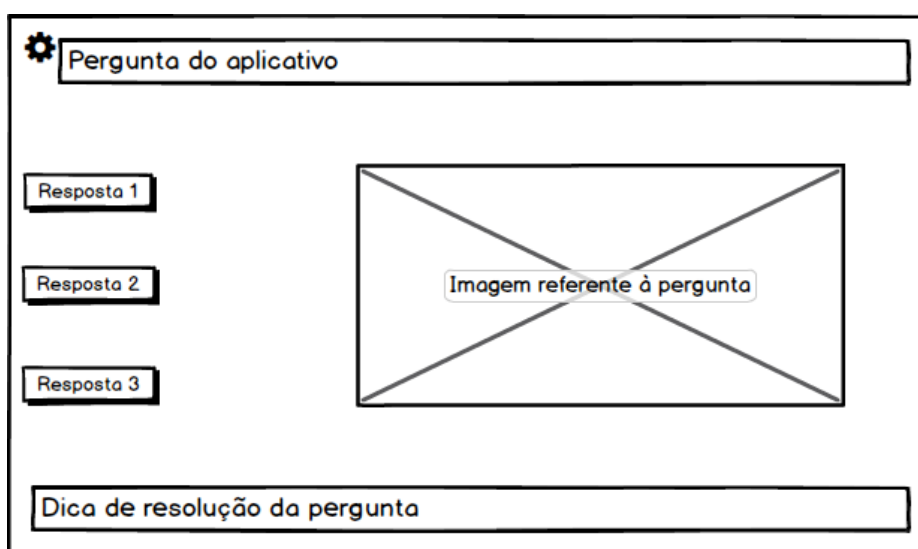 Pergunta do aplicativo
Resposta 1
Resposta 2
Imagem referente à pergunta
Resposta 3
Dica de resolução da pergunta